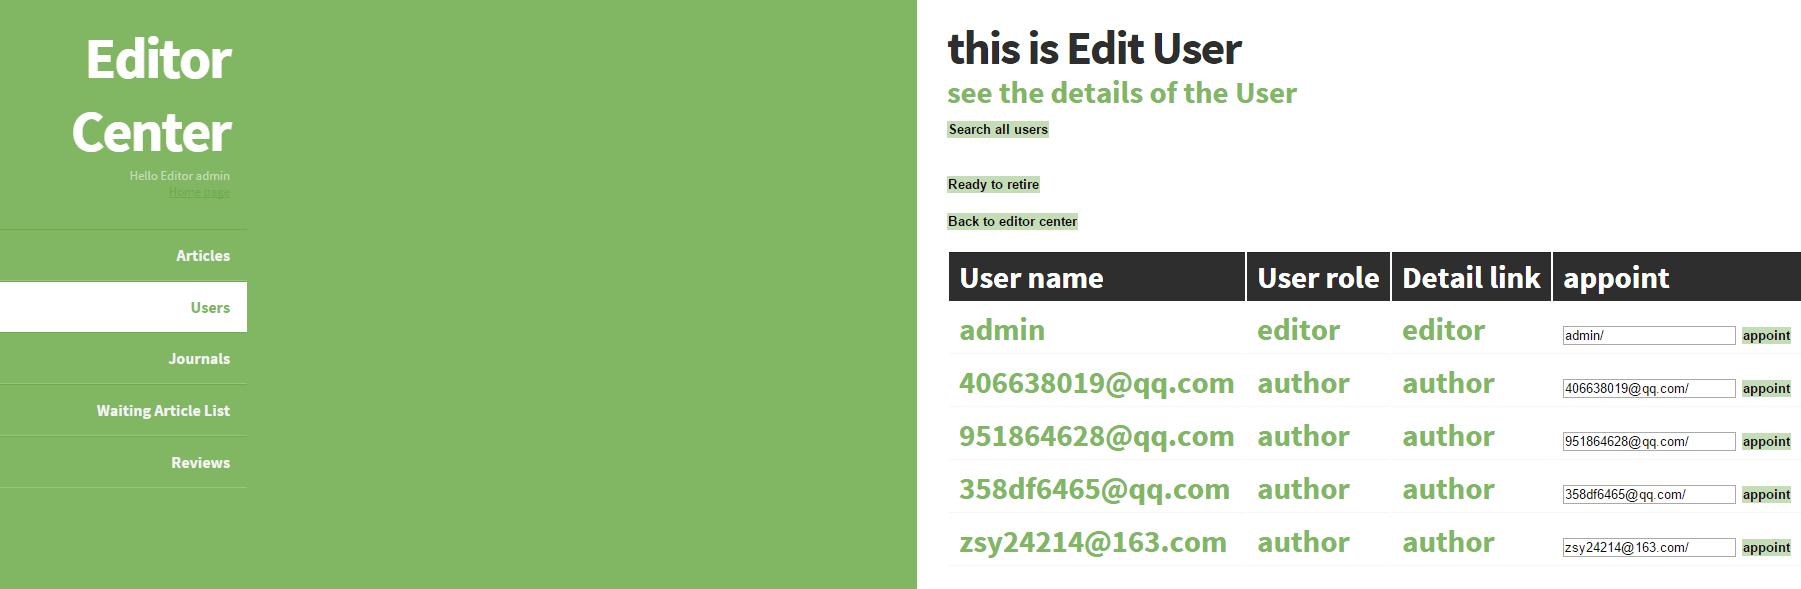 Editor
Center
Hello Editor admin
Home page
Articles
Users
Journals
Waiting Article List
Reviews
this is Edit User
see the details of the User
Search all users
Ready to retire
Back to editor center
User name User role Detail link appoint
admin editor editor admin/ appoint
406638019@qq.com author author 406638019@qq.com/ appoint
951864628@qq.com author author 951864628@qq.com/ appoint
358df6465@qq.com author author 358df6465@qq.com/ appoint
zsy24214@163.com author author zsy24214@163.com/ appoint